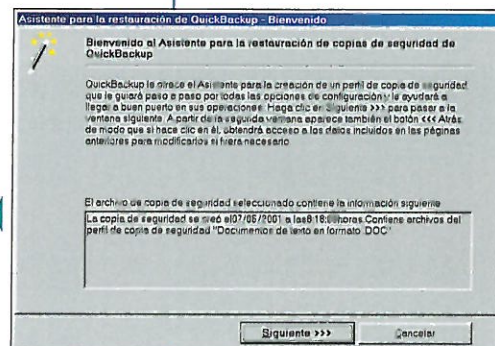 Asistente para la restauración de QuickBackup - Bienvenido
Bienvenido al Asistente para la restauración de copias de seguridad de
QuickBackup
QuickBackup le ofrece el Asistente para la creación de un perfil de copia de seguridad
que le guiará paso a paso por todas las opciones de configuración y le ayudará a
llegar a buen puerto en sus operaciones. Haga clic en Siguiente >>> para pasar a la
ventana siguiente. A partir de la segunda ventana aparece también el botón <<< Atrás
de modo que si hace clic en él, obtendrá acceso a los datos incluidos en las páginas
anteriores para modificarlos si fuera necesario
El archivo de copia de seguridad seleccionado contiene la información siguiente
La copia de seguridad se creó el07/06/2001 a las horas.Contiene archivos del
perfil de copia de seguridad "Documentos de texto en formato DOC"
Siguiente >>>
Cancelar